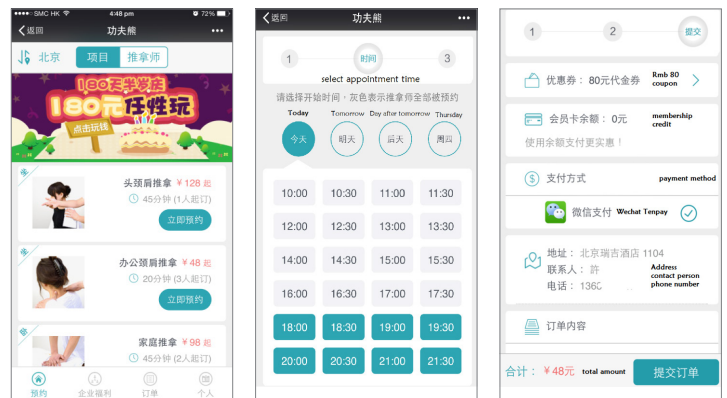 SMC HK 4:48 pm 72%
返回 功夫熊
北京 项目 推拿师
180天半岁庆
180元任性玩
点击玩钱
头颈肩推拿 ¥128 起
45分钟 (1人起订)
立即预约
办公颈肩推拿 ¥48 起
20分钟 (3人起订)
立即预约
家庭推拿 ¥98 起
45分钟 (2人起订)
预约 企业福利 订单 个人
返回 功夫熊
1 时间 3
select appointment time
请选择开始时间,灰色表示推拿师全部被预约
Today Tomorrow Day after tomorrow Thursday
今天 明天 后天 周四
10:00 10:30 11:00 11:30
12:00 12:30 13:00 13:30
14:00 14:30 15:00 15:30
16:00 16:30 17:00 17:30
18:00 18:30 19:00 19:30
20:00 20:30 21:00 21:30
1 2 提交
优惠券: 80元代金券 Rmb 80
coupon
会员卡余额: 0元 membership
credit
使用余额支付更实惠!
支付方式 payment method
微信支付 Wechat Tenpay
地址: 北京瑞吉酒店 1104
联系人: 許
电话: 136
Address
contact person
phone number
订单内容
合计: ¥48元 total amount 提交订单